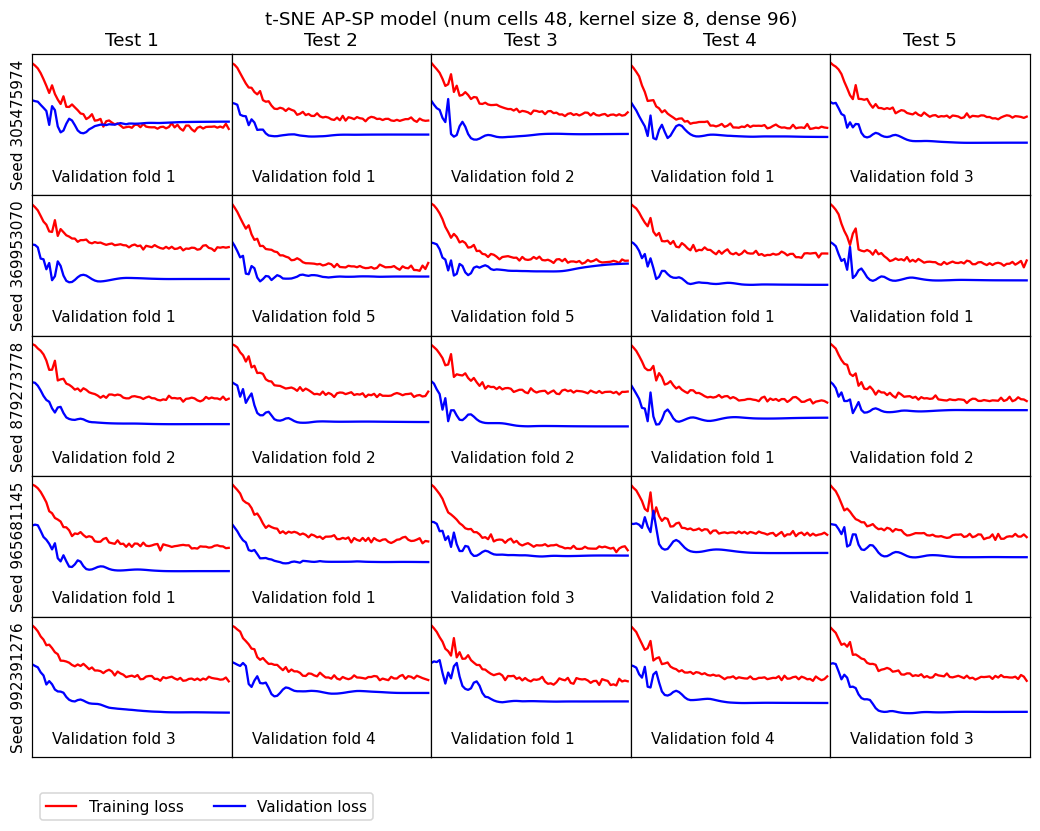 t-SNE AP-SP model (num cells 48, kernel size 8, dense 96)
Test 1 Test 2 Test 3 Test 4 Test 5
Seed 305475974
Validation fold 1 Validation fold 1 Validation fold 2 Validation fold 1 Validation fold 3
Seed 3699953070
Validation fold 1 Validation fold 5 Validation fold 5 Validation fold 1 Validation fold 1
Seed 8792773778
Validation fold 2 Validation fold 2 Validation fold 2 Validation fold 1 Validation fold 2
Seed 965681145
Validation fold 1 Validation fold 1 Validation fold 3 Validation fold 2 Validation fold 1
Seed 9923391276
Validation fold 3 Validation fold 4 Validation fold 1 Validation fold 4 Validation fold 3
Training loss Validation loss